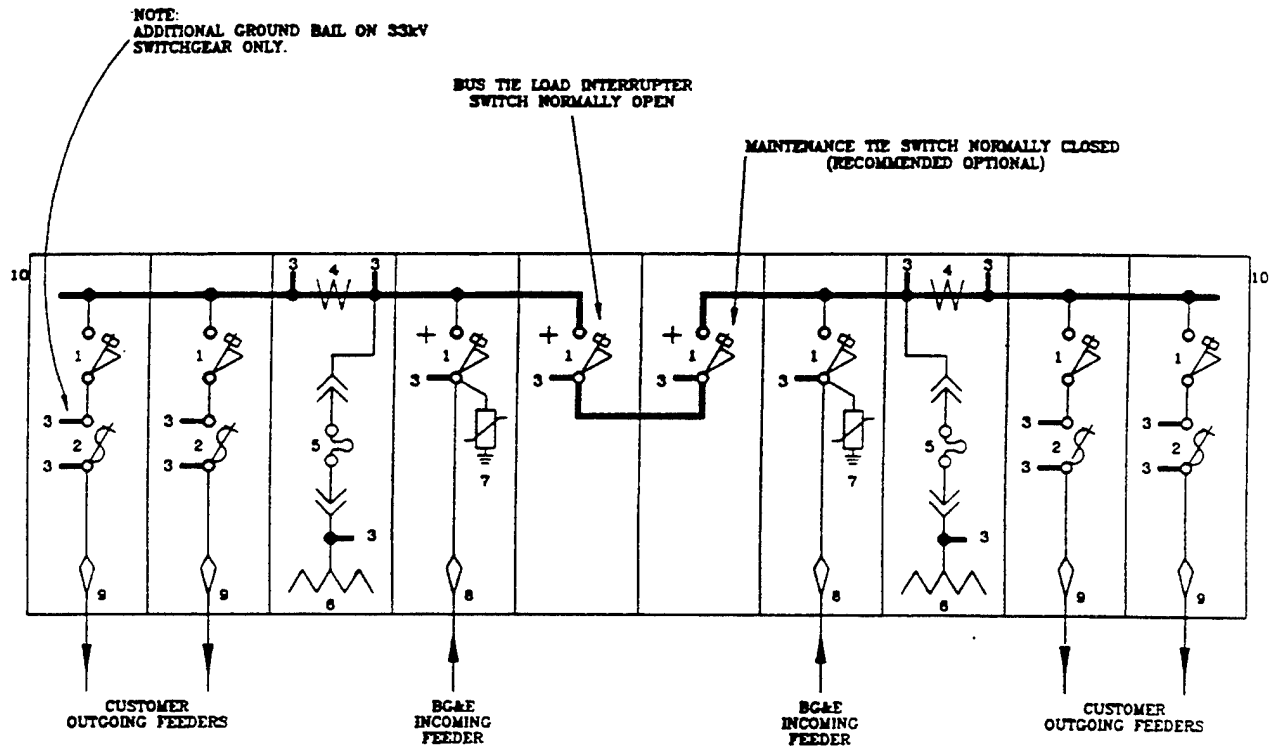 NOTE:
ADDITIONAL GROUND BAIL ON 33kV
SWITCHGEAR ONLY.
BUS TIE LOAD INTERRUPTER
SWITCH NORMALLY OPEN
MAINTENANCE TIE SWITCH NORMALLY CLOSED
(RECOMMENDED OPTIONAL)
10 3 4 3 3 4 3 10
1 1 + 1 + 1 + 1 1 1 1
3 3 3 3
3 3 3 3
2 2 5 5 2 2
3 3 3 3
7 7
3 3
9 9 6 8 8 6 9 9
CUSTOMER
OUTGOING FEEDERS
BG&E
INCOMING
FEEDER
BG&E
INCOMING
FEEDER
CUSTOMER
OUTGOING FEEDERS